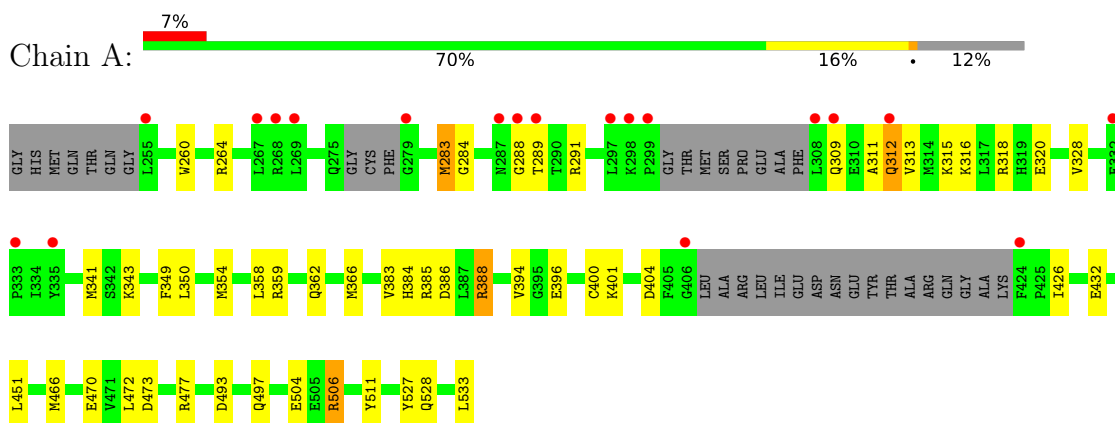 7%
Chain A:
70% 16% • 12%
GLY HIS MET GLN THR GLN GLY L255 W260 R264 L267 R268 L269 Q275 GLY CYS PHE G279 M283 G284 N287 G288 T289 T290 R291 L297 K298 P299 GLY THR MET SER PRO GLU ALA PHE L308 Q309 E310 A311 Q312 V313 M314 K315 K316 L317 R318 H319 E320 V328 E332
P333 I334 Y335 M341 S342 K343 F349 L350 M354 L358 R359 Q362 M366 V383 H384 R385 D386 L387 R388 V394 G395 E396 C400 K401 D404 F405 G406 LEU ALA ARG LEU ILE GLU ASP ASN GLU TYR THR ALA ARG GLN GLY ALA LYS F424 P425 I426 E432
L451 M466 E470 V471 L472 D473 R477 D493 Q497 E504 E505 R506 Y511 Y527 Q528 L533